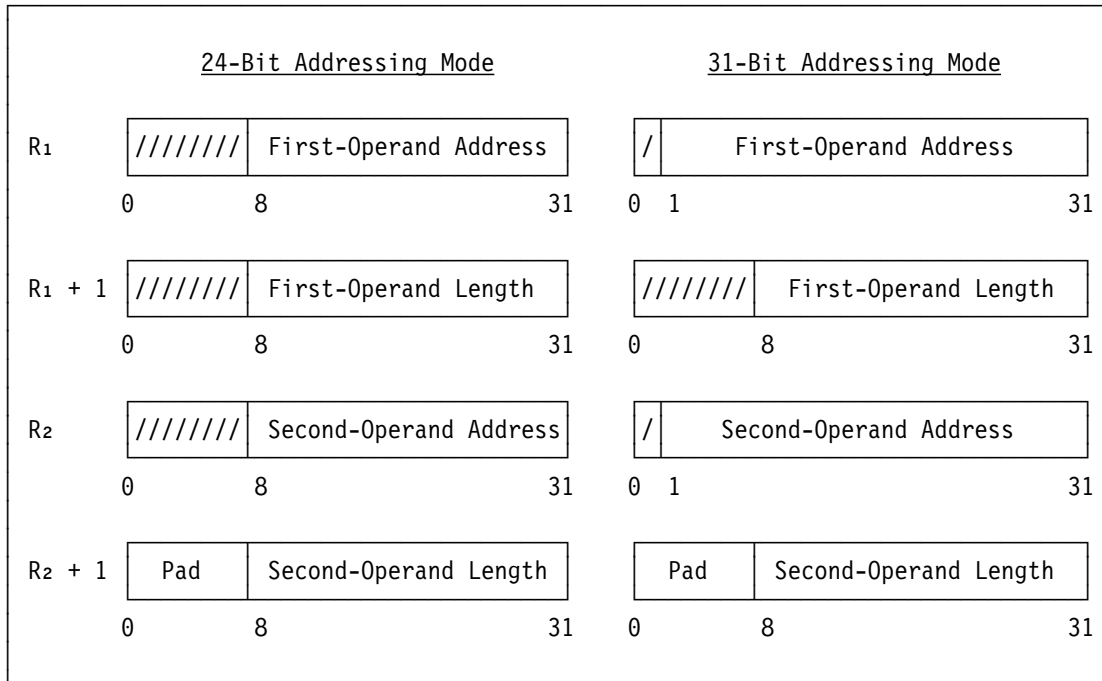 24-Bit Addressing Mode 31-Bit Addressing Mode
R₁ //////// First-Operand Address / First-Operand Address
0 8 31 0 1 31
R₁ + 1 //////// First-Operand Length //////// First-Operand Length
0 8 31 0 8 31
R₂ //////// Second-Operand Address / Second-Operand Address
0 8 31 0 1 31
R₂ + 1 Pad Second-Operand Length Pad Second-Operand Length
0 8 31 0 8 31